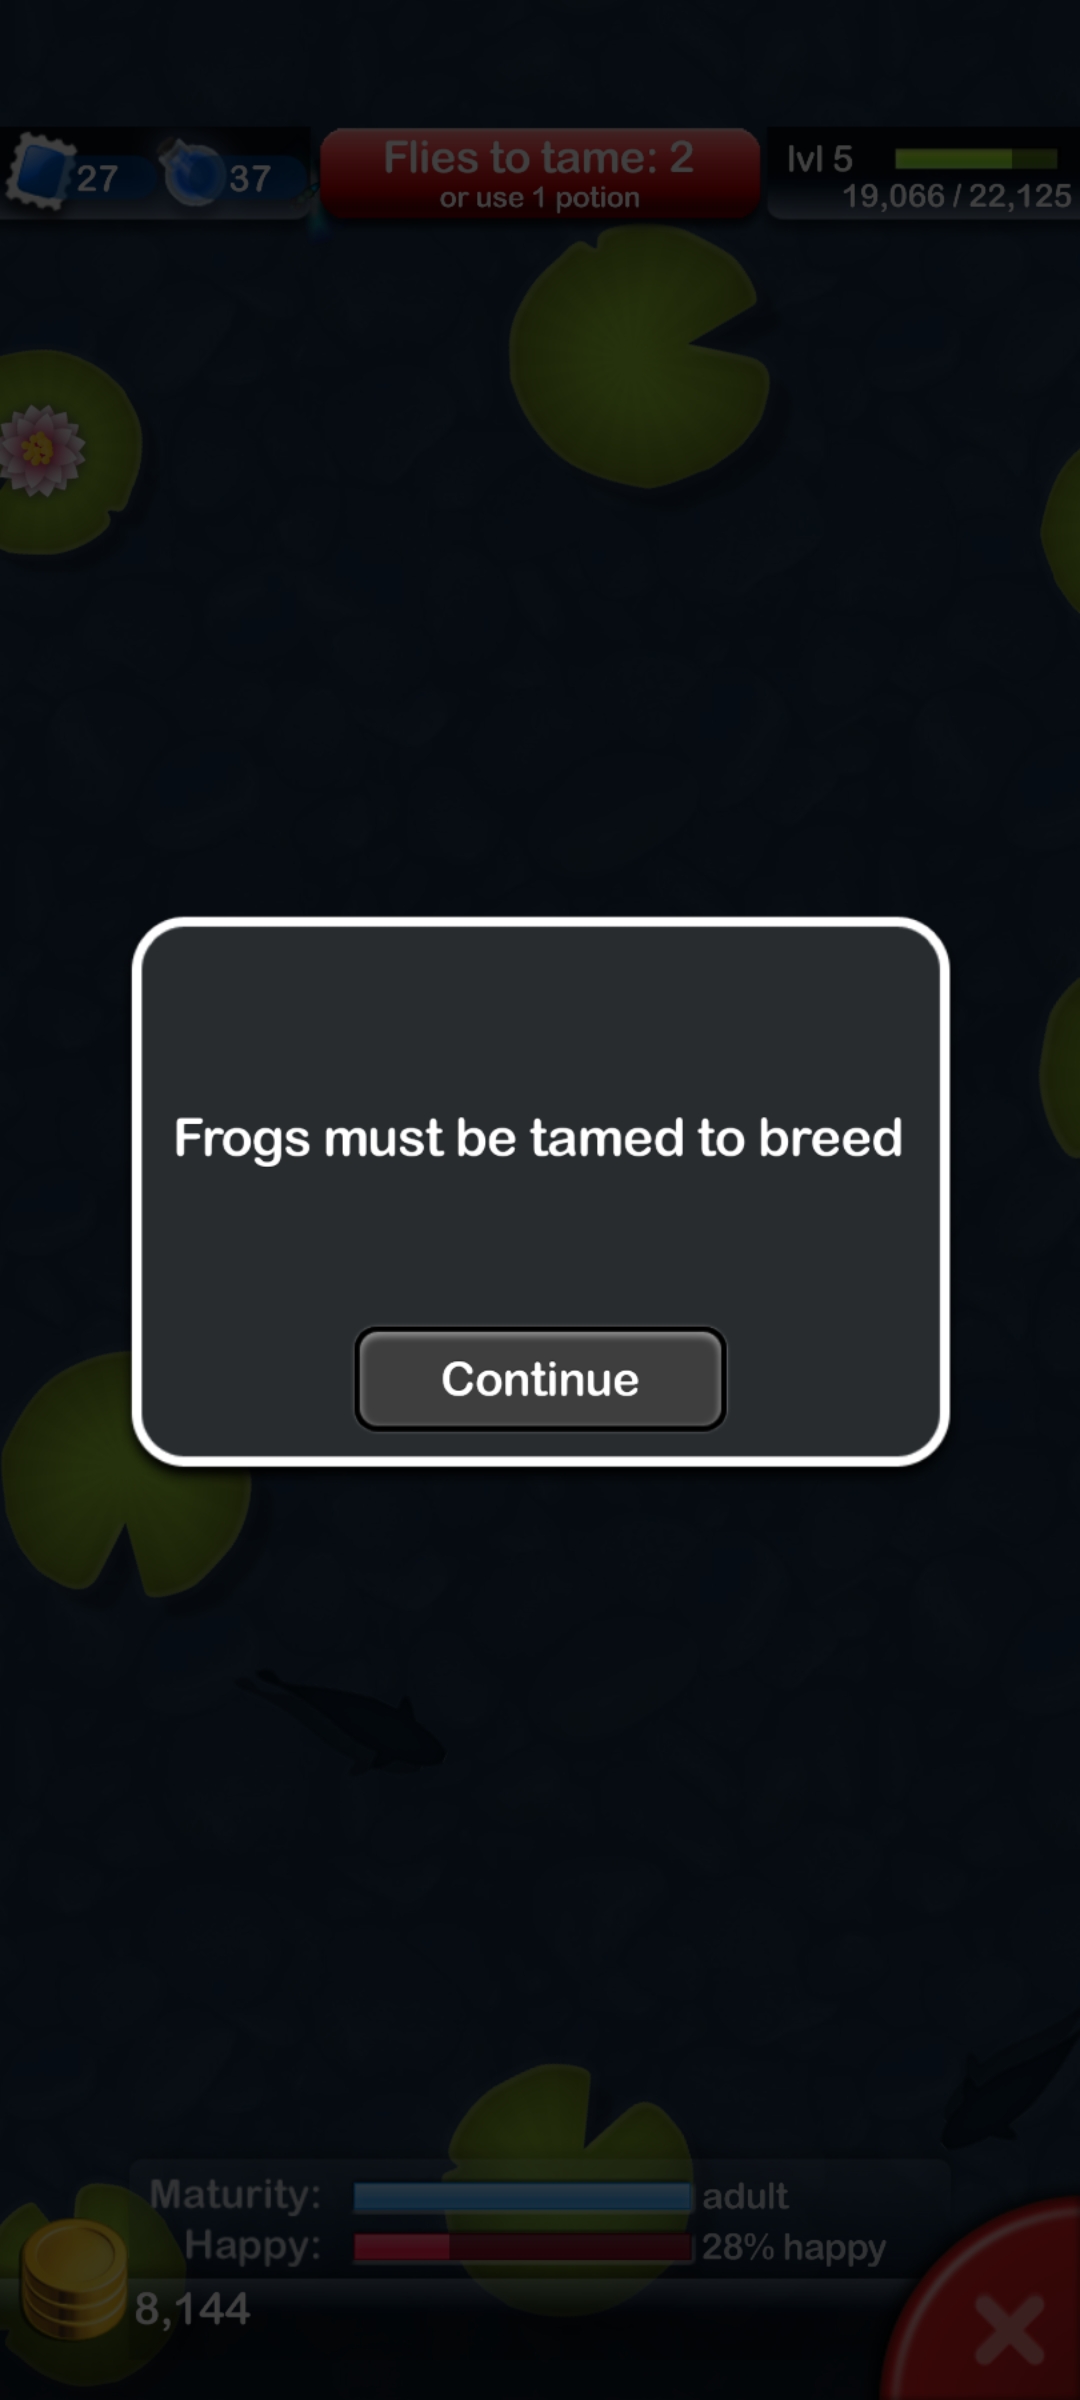 27
37
Flies to tame: 2
or use 1 potion
lvl 5
19,066 / 22,125
Frogs must be tamed to breed
Continue
Maturity:
adult
Happy:
28% happy
8,144